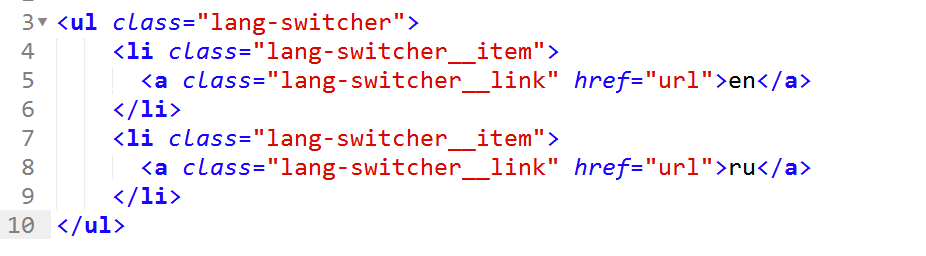 3 <ul class="lang-switcher">
4 <li class="lang-switcher__item">
5 <a class="lang-switcher__link" href="url">en</a>
6 </li>
7 <li class="lang-switcher__item">
8 <a class="lang-switcher__link" href="url">ru</a>
9 </li>
10 </ul>